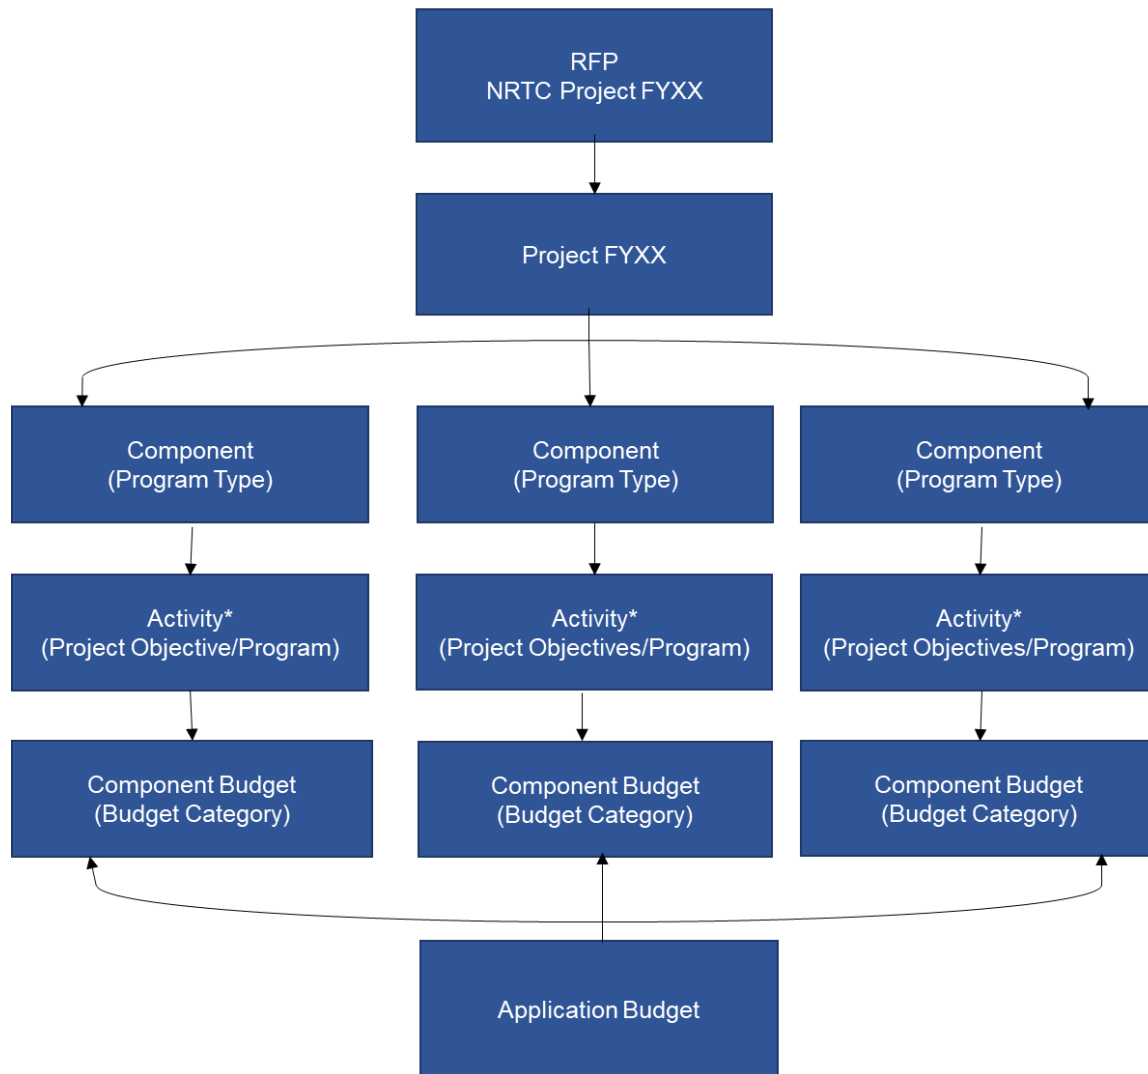 RFP
NRTC Project FYXX
Project FYXX
Component
(Program Type)
Component
(Program Type)
Component
(Program Type)
Activity*
(Project Objective/Program)
Activity*
(Project Objectives/Program)
Activity*
(Project Objectives/Program)
Component Budget
(Budget Category)
Component Budget
(Budget Category)
Component Budget
(Budget Category)
Application Budget